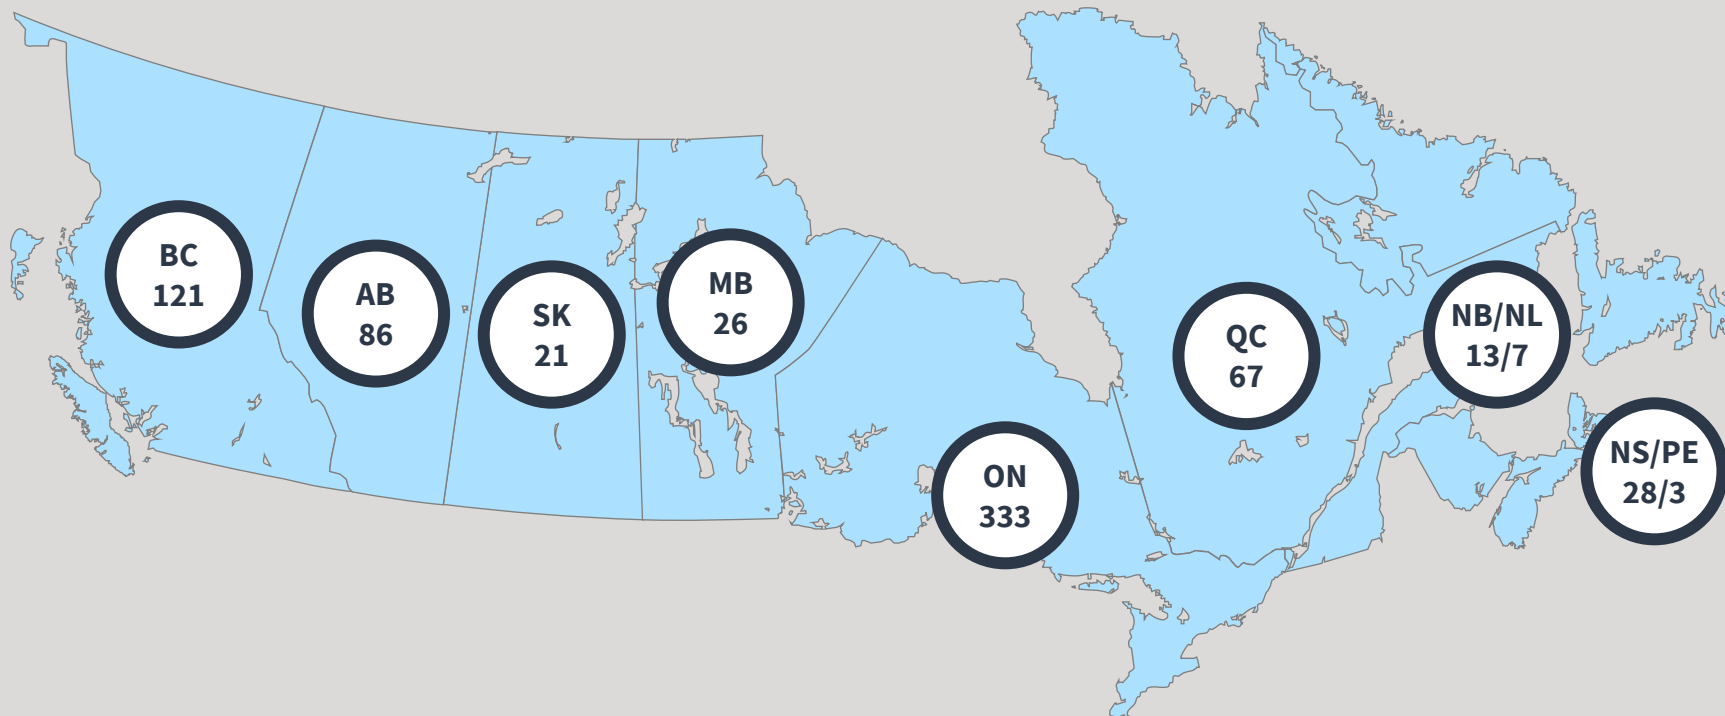 BC
121
AB
86
SK
21
MB
26
ON
333
QC
67
NB/NL
13/7
NS/PE
28/3